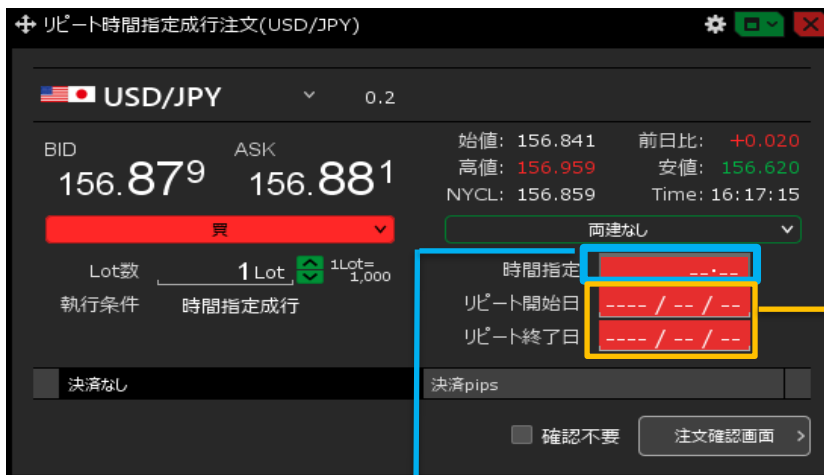 リピート時間指定成行注文(USD/JPY)
USD/JPY 0.2
BID ASK
156.879 156.881
始値: 156.841 前日比: +0.020
高値: 156.959 安値: 156.620
NYCL: 156.859 Time: 16:17:15
買
両建なし
Lot数 1 Lot 1Lot=
1,000
執行条件 時間指定成行
時間指定 --:--
リピート開始日 ---- / -- / --
リピート終了日 ---- / -- / --
決済なし
決済pips
確認不要
注文確認画面 >